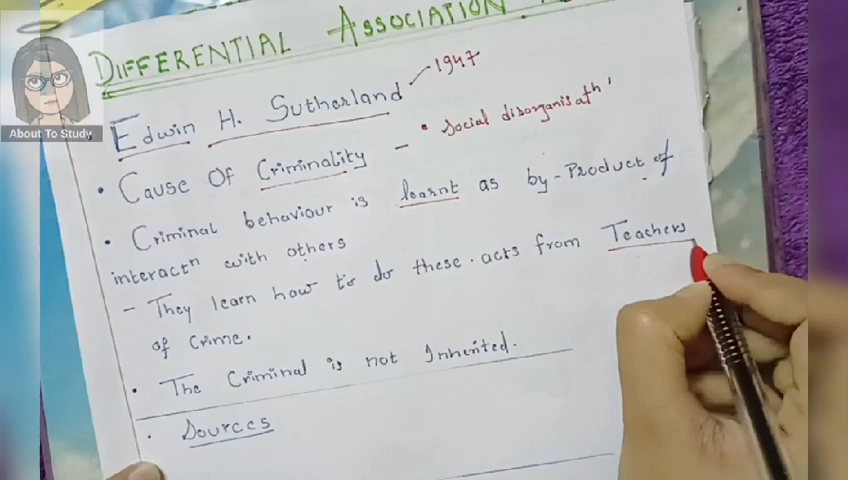 DIFFERENTIAL ASSOCIATION.
Edwin H. Sutherland 1947
• Cause Of Criminality - • Social disorganisatn'
• Criminal behaviour is learnt as by-Product of
interactn with others
- They learn how to do these acts from Teachers
of Crime.
• The Criminal is not Inherited.
• Sources
About To Study